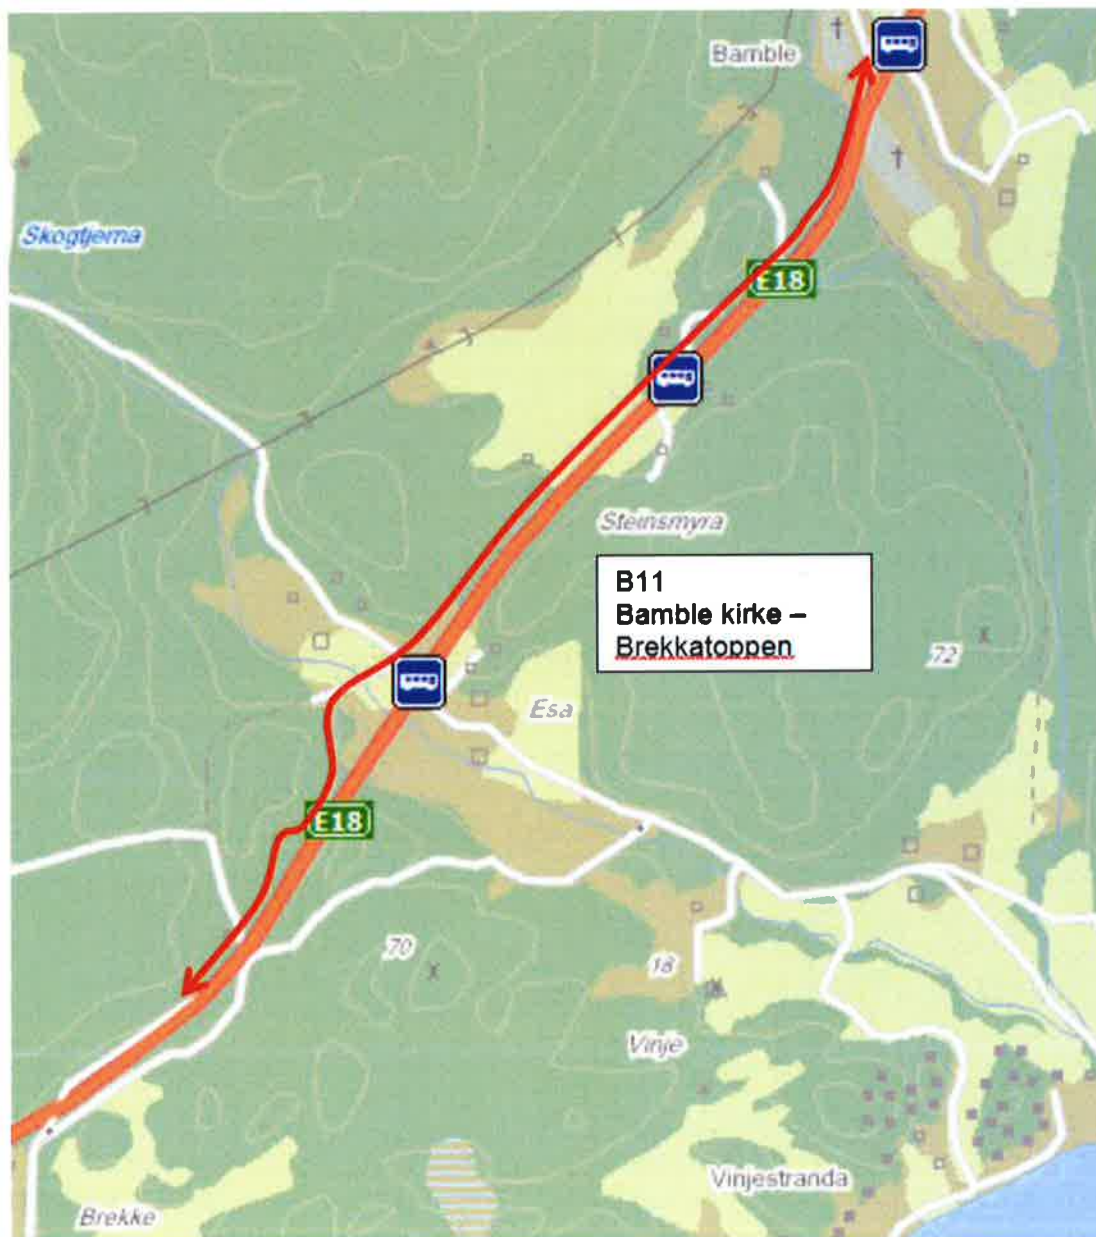 Bamble
Skogtjerna
E18
Steinsmyra
B11
Bamble kirke –
Brekkatoppen
72
Esa
E18
70
18
Vinje
Vinjestranda
Brekke